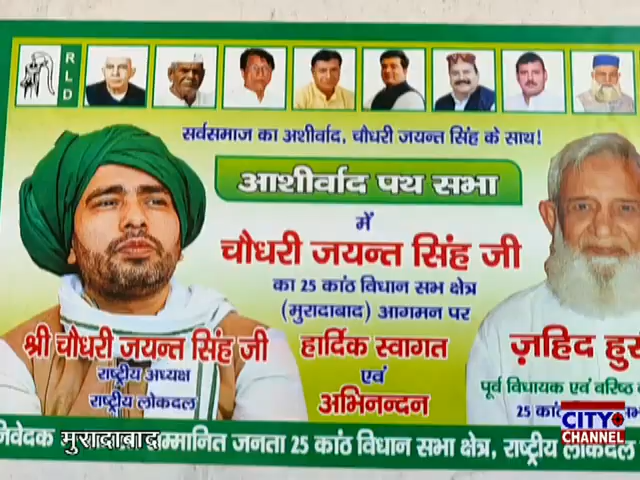 RLD
सर्वसमाज का अशीर्वाद, चौधरी जयन्त सिंह के साथ!
आशीर्वाद पथ सभा
में
चौधरी जयन्त सिंह जी
का 25 कांठ विधान सभ क्षेत्र
(मुरादाबाद) आगमन पर
हार्दिक स्वागत
एवं
अभिनन्दन
श्री चौधरी जयन्त सिंह जी
राष्ट्रीय अध्यक्ष
राष्ट्रीय लोकदल
ज़हिद
पूर्व विधायक एवं वरिष्ठ
25 कांठ
CITY
CHANNEL
मुरादाबाद
जनता 25 कांठ विधान सभा क्षेत्र, राष्ट्रीय लोकदल